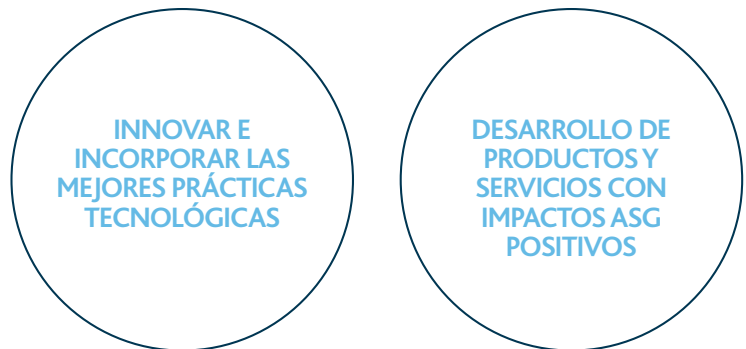 INNOVAR E
INCORPORAR LAS
MEJORES PRÁCTICAS
TECNOLÓGICAS
DESARROLLO DE
PRODUCTOS Y
SERVICIOS CON
IMPACTOS ASG
POSITIVOS